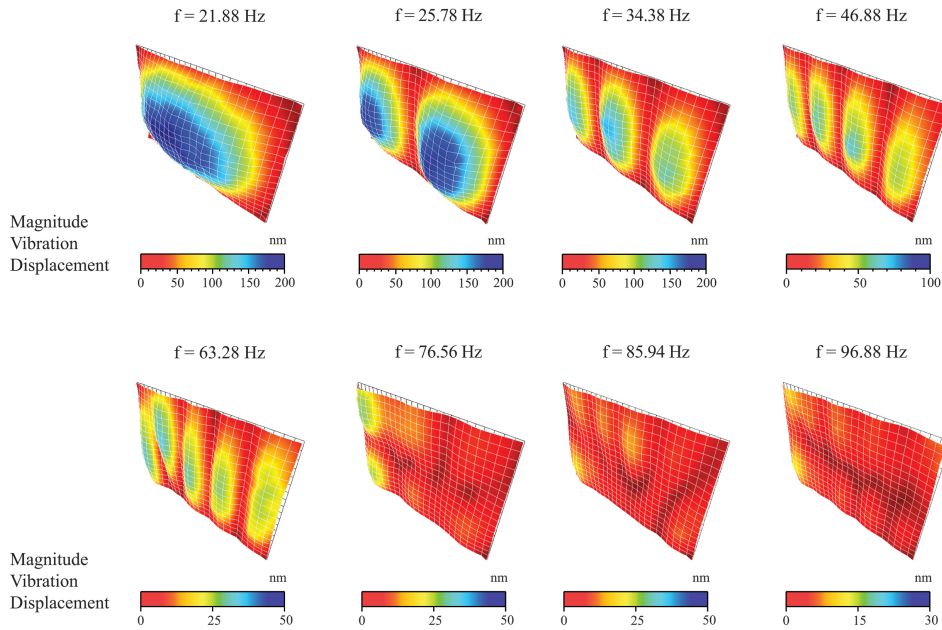 f = 21.88 Hz
f = 25.78 Hz
f = 34.38 Hz
f = 46.88 Hz
Magnitude
Vibration
Displacement
nm
0 50 100 150 200
nm
0 50 100 150 200
nm
0 50 100 150 200
nm
0 50 100
f = 63.28 Hz
f = 76.56 Hz
f = 85.94 Hz
f = 96.88 Hz
Magnitude
Vibration
Displacement
nm
0 25 50
nm
0 25 50
nm
0 25 50
nm
0 15 30